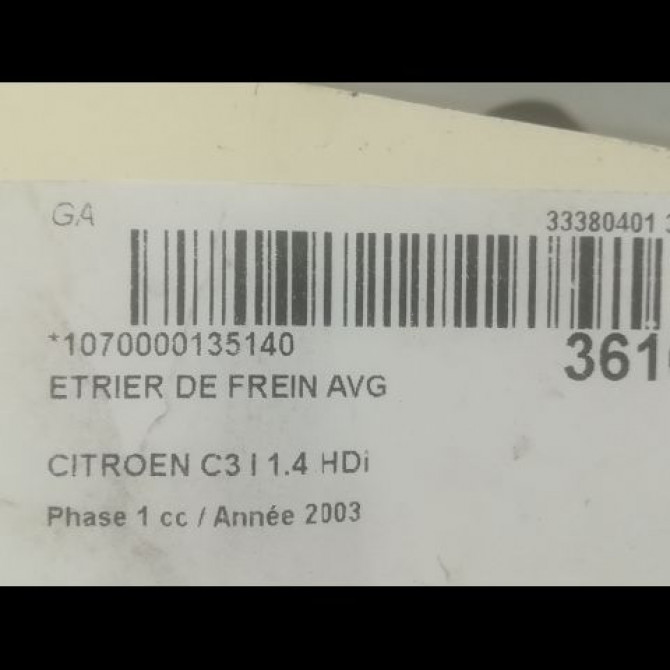 GA
33380401
*1070000135140
361
ETRIER DE FREIN AVG
CITROEN C3 I 1.4 HDi
Phase 1 cc / Année 2003